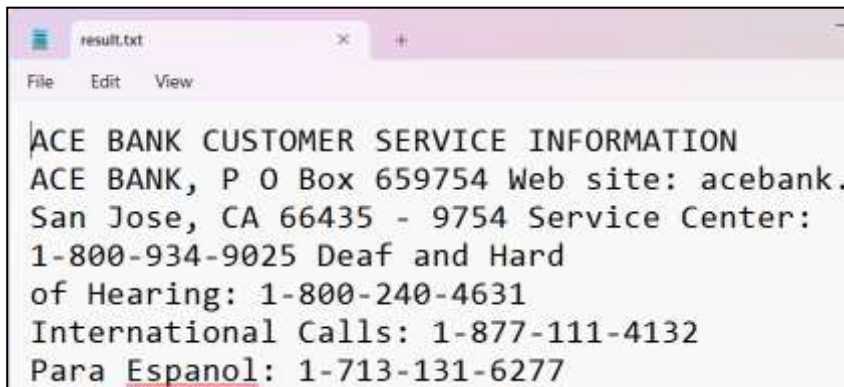 result.txt
File Edit View
ACE BANK CUSTOMER SERVICE INFORMATION
ACE BANK, P O Box 659754 Web site: acebank.
San Jose, CA 66435 - 9754 Service Center:
1-800-934-9025 Deaf and Hard
of Hearing: 1-800-240-4631
International Calls: 1-877-111-4132
Para Espanol: 1-713-131-6277